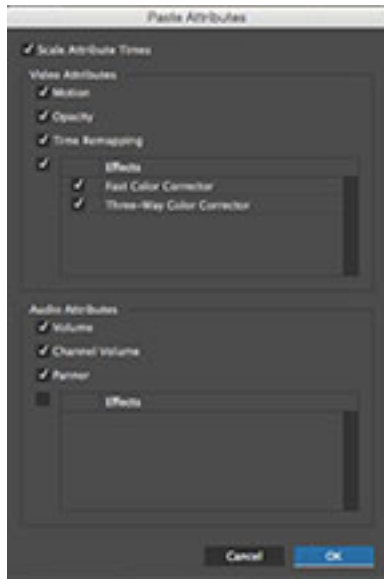 Paste Attributes
Scale Attribute Times
Video Attributes
Motion
Opacity
Time Remapping
Effects
Fast Color Corrector
Three-Way Color Corrector
Audio Attributes
Volume
Channel Volume
Panner
Effects
Cancel
OK